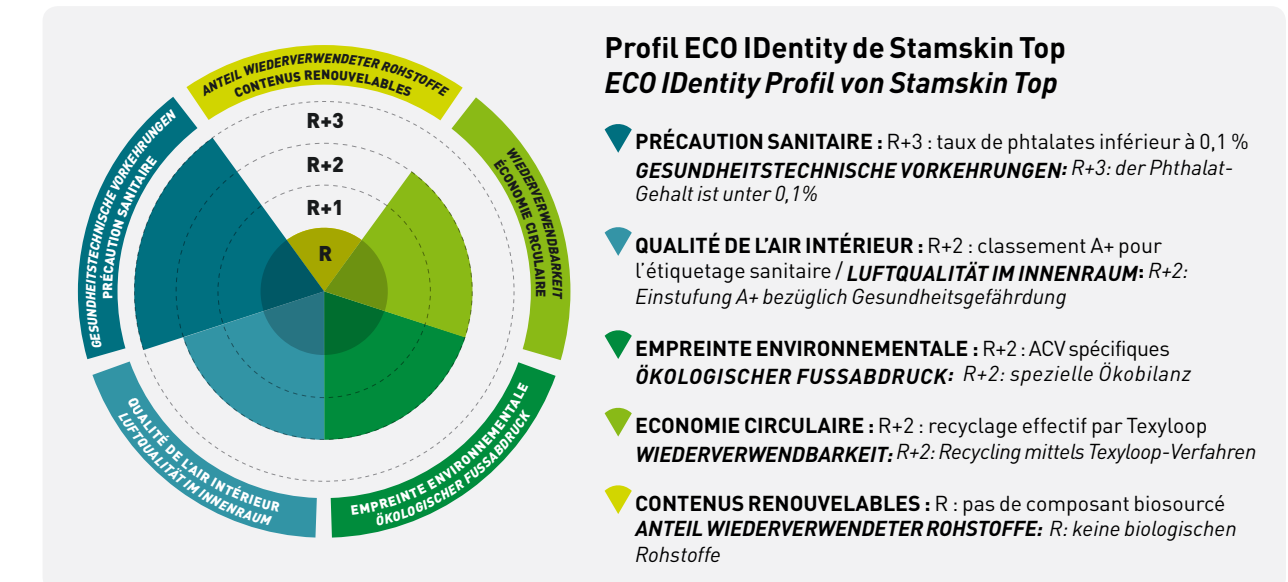 ANTEIL WIEDERVERWENDETER ROHSTOFFE
CONTENUS RENOUVELABLES
GESUNDHEITSTECHNISCHE VORKEHRUNGEN
PRÉCAUTION SANITAIRE
WIEDERVERWENDBARKEIT
ÉCONOMIE CIRCULAIRE
R+3
R+2
R+1
R
QUALITÉ DE L'AIR INTÉRIEUR
LUFTQUALITÄT IM INNENRAUM
EMPREINTE ENVIRONNEMENTALE
ÖKOLOGISCHER FUSSABDRUCK
Profil ECO IDentity de Stamskin Top
ECO IDentity Profil von Stamskin Top
PRÉCAUTION SANITAIRE : R+3 : taux de phtalates inférieur à 0,1 %
GESUNDHEITSTECHNISCHE VORKEHRUNGEN: R+3: der Phthalat-
Gehalt ist unter 0,1%
QUALITÉ DE L'AIR INTÉRIEUR : R+2 : classement A+ pour
l'étiquetage sanitaire / LUFTQUALITÄT IM INNENRAUM: R+2:
Einstufung A+ bezüglich Gesundheitsgefährdung
EMPREINTE ENVIRONNEMENTALE : R+2 : ACV spécifiques
ÖKOLOGISCHER FUSSABDRUCK: R+2: spezielle Ökobilanz
ECONOMIE CIRCULAIRE : R+2 : recyclage effectif par Texyloop
WIEDERVERWENDBARKEIT: R+2: Recycling mittels Texyloop-Verfahren
CONTENUS RENOUVELABLES : R : pas de composant biosourcé
ANTEIL WIEDERVERWENDETER ROHSTOFFE: R: keine biologischen
Rohstoffe